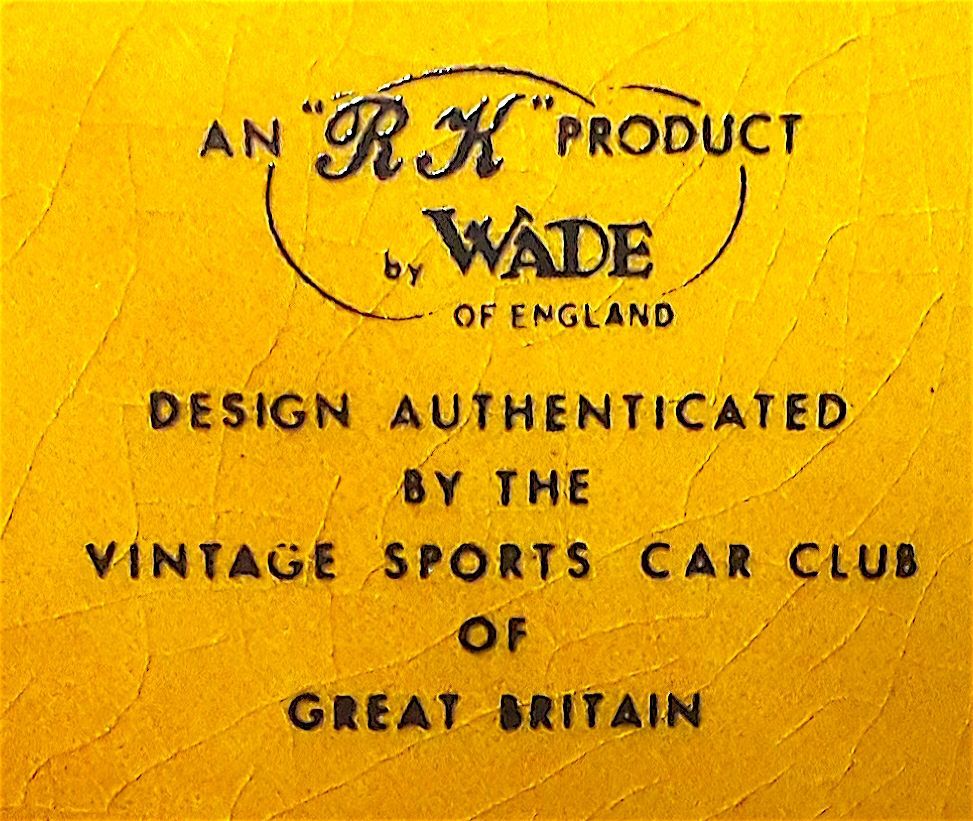 AN "RK" PRODUCT
by WADE
OF ENGLAND
DESIGN AUTHENTICATED
BY THE
VINTAGE SPORTS CAR CLUB
OF
GREAT BRITAIN